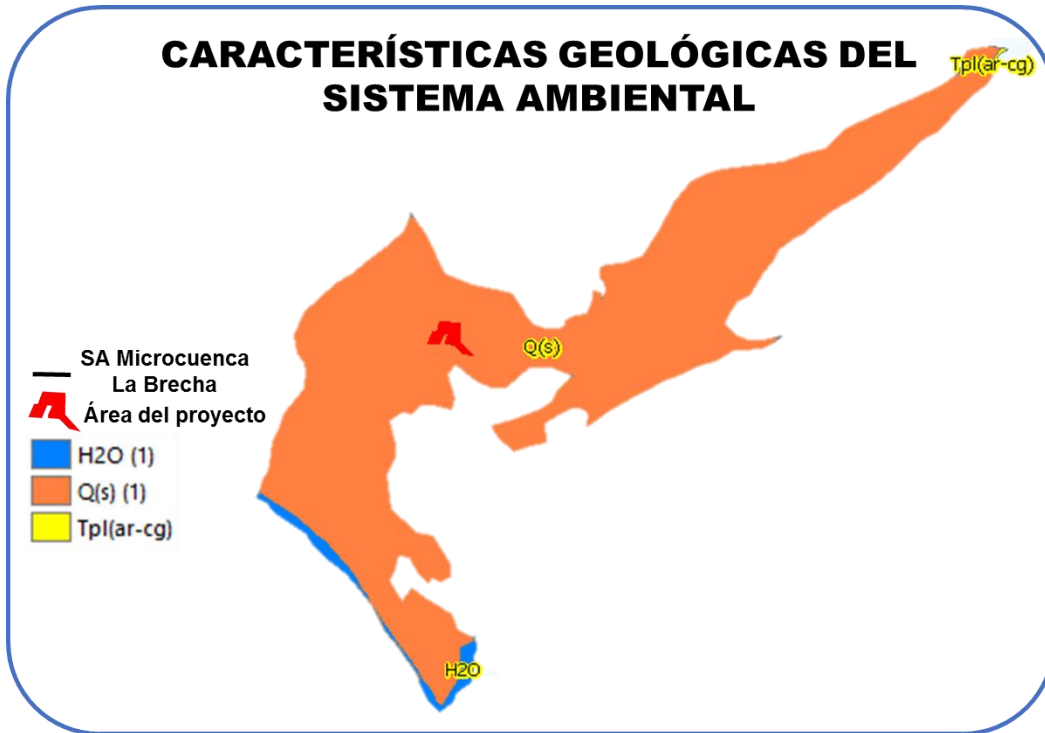 CARACTERÍSTICAS GEOLÓGICAS DEL
SISTEMA AMBIENTAL
Tpl(ar-cg)
Q(s)
SA Microcuenca
La Brecha
Área del proyecto
H2O (1)
Q(s) (1)
Tpl(ar-cg)
H2O